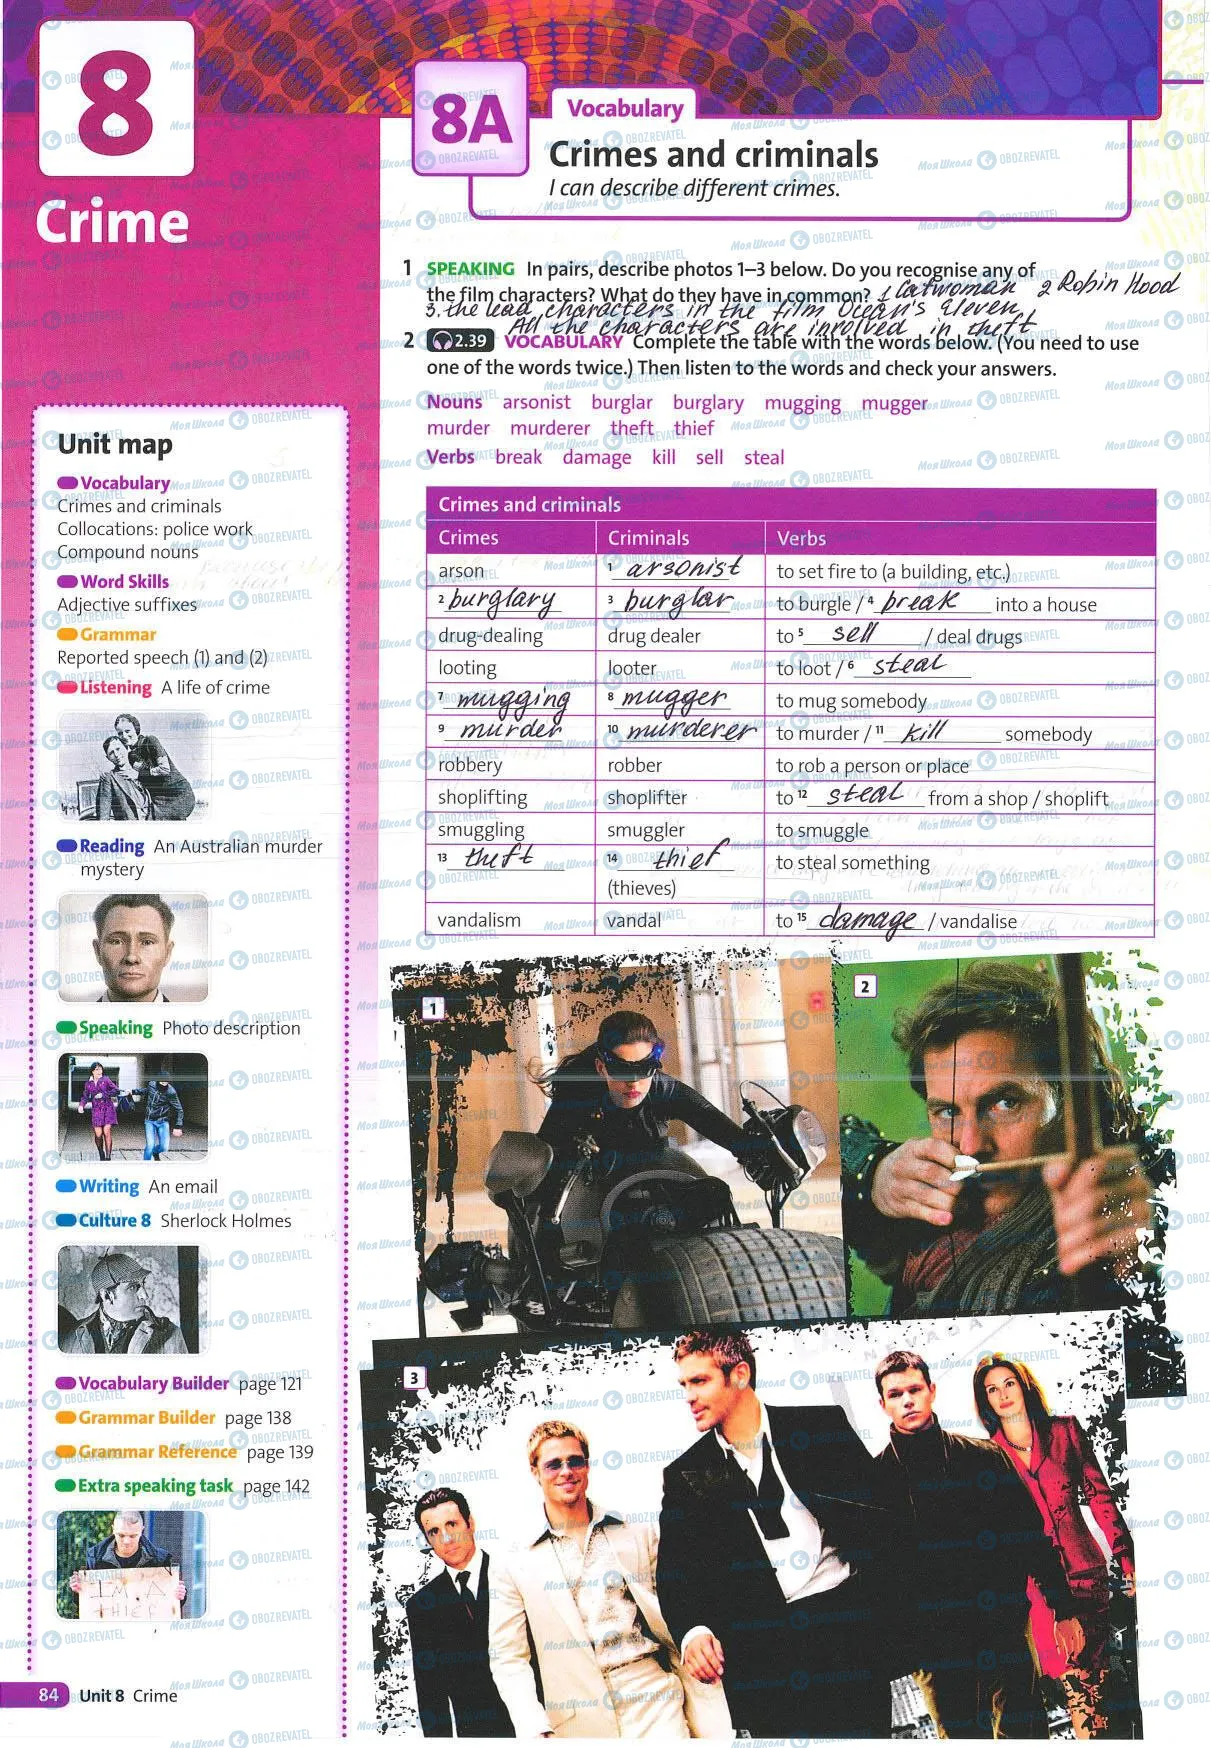 8
Crime
8A
Vocabulary
Crimes and criminals
I can describe different crimes.
1 SPEAKING In pairs, describe photos 1–3 below. Do you recognise any of
the film characters? What do they have in common? 1 Catwoman 2 Robin Hood
3. the lead characters in the film Ocean's Eleven
All the characters are involved in theft
2 2.39 VOCABULARY Complete the table with the words below. (You need to use
one of the words twice.) Then listen to the words and check your answers.
Nouns arsonist burglar burglary mugging mugger
murder murderer theft thief
Verbs break damage kill sell steal
Crimes and criminals
Crimes Criminals Verbs
arson 1 arsonist to set fire to (a building, etc.)
2 burglary 3 burglar to burgle / 4 break into a house
drug-dealing drug dealer to 5 sell / deal drugs
looting looter to loot / 6 steal
7 mugging 8 mugger to mug somebody
9 murder 10 murderer to murder / 11 kill somebody
robbery robber to rob a person or place
shoplifting shoplifter to 12 steal from a shop / shoplift
smuggling smuggler to smuggle
13 theft 14 thief to steal something
(thieves)
vandalism vandal to 15 damage / vandalise
1
2
3
NEVADA
Unit map
Vocabulary
Crimes and criminals
Collocations: police work
Compound nouns
Word Skills
Adjective suffixes
Grammar
Reported speech (1) and (2)
Listening A life of crime
Reading An Australian murder
mystery
Speaking Photo description
Writing An email
Culture 8 Sherlock Holmes
Vocabulary Builder page 121
Grammar Builder page 138
Grammar Reference page 139
Extra speaking task page 142
I'M A
THIEF
84 Unit 8 Crime
МояШкола OBOZREVATEL